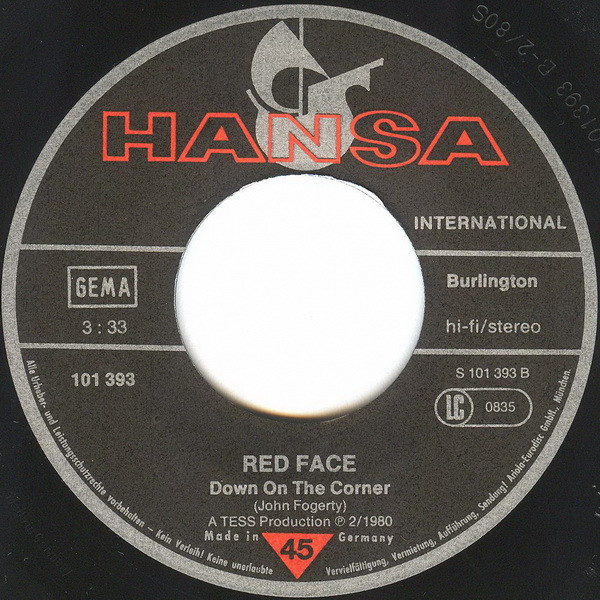 HANSA
INTERNATIONAL
GEMA
3 : 33
101 393
Burlington
hi-fi/stereo
S 101 393 B
LC 0835
RED FACE
Down On The Corner
(John Fogerty)
A TESS Production ℗ 2/1980
Made in Germany
45
Alle Urheber- und Leistungsschutzrechte vorbehalten - Kein Verleih! Keine unerlaubte Vervielfältigung, Vermietung, Aufführung, Sendung! Ariola-Eurodisc GmbH., München.
101393 B-2/80S